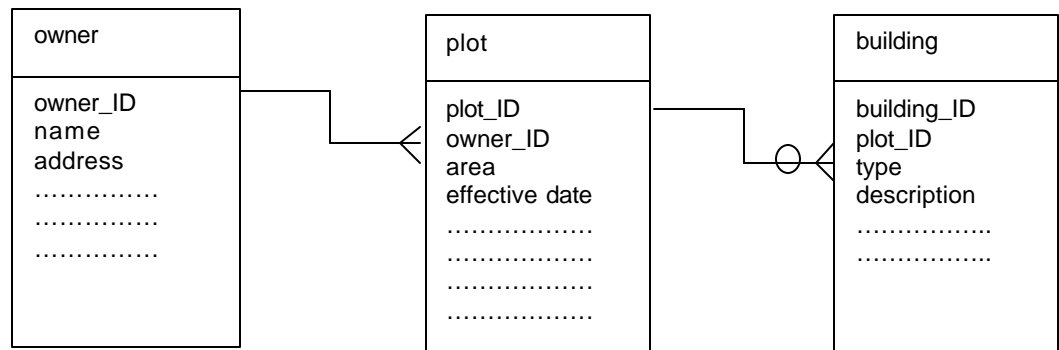 owner
owner_ID
name
address
……………
……………
……………
plot
plot_ID
owner_ID
area
effective date
………………
………………
………………
………………
building
building_ID
plot_ID
type
description
……………..
……………..